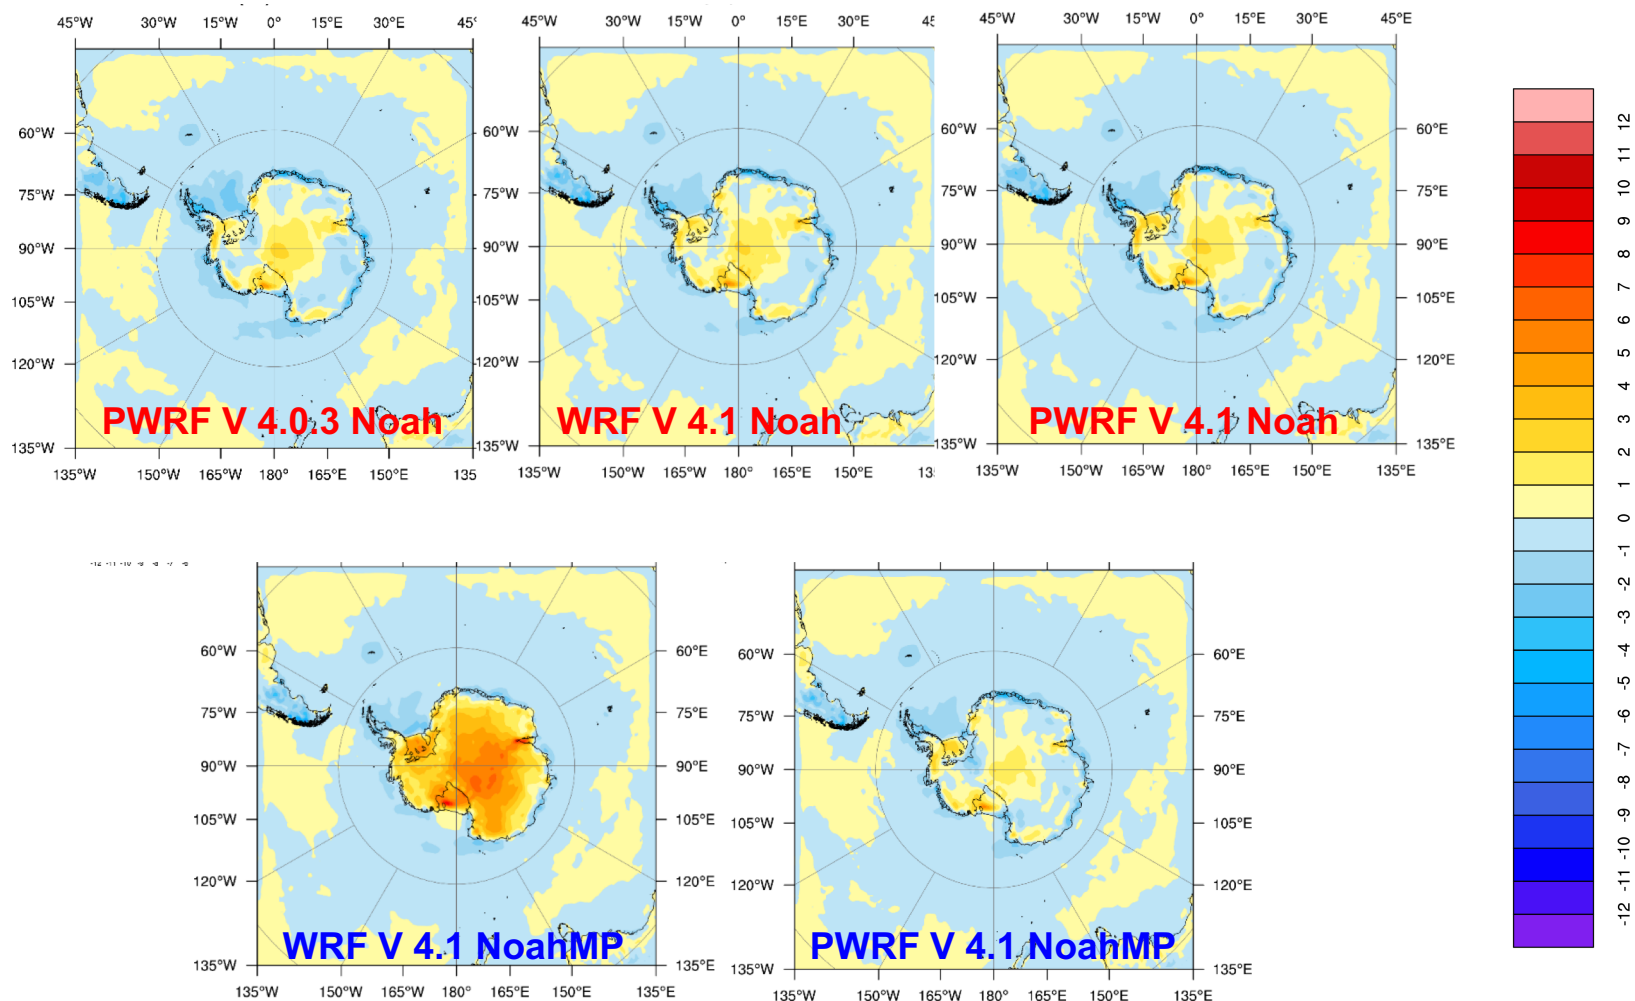 45°W 30°W 15°W 0° 15°E 30°E 45°
45°W 30°W 15°W 0° 15°E 30°E 45
45°W 30°W 15°W 0° 15°E 30°E 45°E
60°W
75°W
90°W
105°W
120°W
135°W
PWRF V 4.0.3 Noah
135°W 150°W 165°W 180° 165°E 150°E 135
60°W
75°W
90°W
105°W
120°W
135°W
WRF V 4.1 Noah
135°W 150°W 165°W 180° 165°E 150°E
60°W 60°E
75°W 75°E
90°W 90°E
105°W 105°E
120°W 120°E
135°W 135°E
PWRF V 4.1 Noah
135°W 150°W 165°W 180° 165°E 150°E 135°E
60°W 60°E
75°W 75°E
90°W 90°E
105°W 105°E
120°W 120°E
135°W 135°E
WRF V 4.1 NoahMP
135°W 150°W 165°W 180° 165°E 150°E 135°E
60°W 60°E
75°W 75°E
90°W 90°E
105°W 105°E
120°W 120°E
135°W 135°E
PWRF V 4.1 NoahMP
135°W 150°W 165°W 180° 165°E 150°E 135°E
12
11
10
9
8
7
6
5
4
3
2
1
0
-1
-2
-3
-4
-5
-6
-7
-8
-9
-10
-11
-12